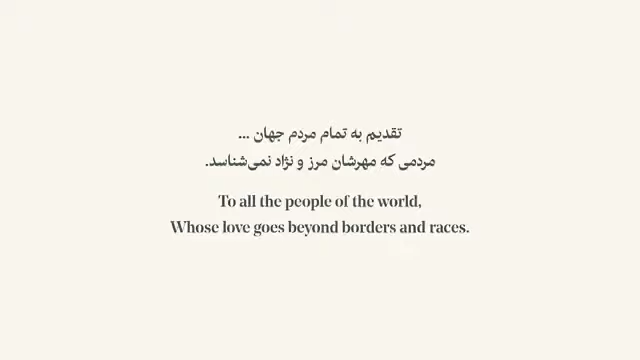 تقدیم به تمام مردم جهان ...
مردمی که مهرشان مرز و نژاد نمی‌شناسد.
To all the people of the world,
Whose love goes beyond borders and races.